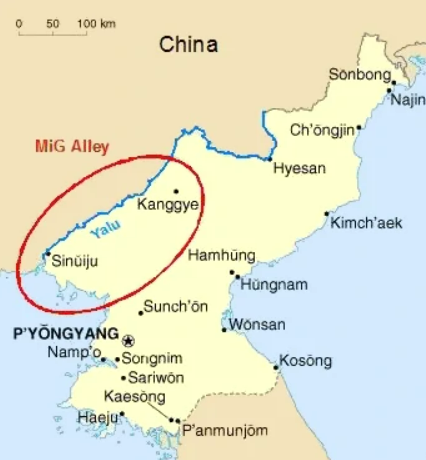 0 50 100 km
China
Sŏnbong
Najin
Ch'ŏngjin
MiG Alley
Hyesan
Kanggye
Kimch'aek
Yalu
Sinŭiju
Hamhŭng
Hŭngnam
Sunch'ŏn
Wŏnsan
P'YŎNGYANG
Namp'o
Songnim
Kosŏng
Sariwŏn
Kaesŏng
Haeju
P'anmunjŏm